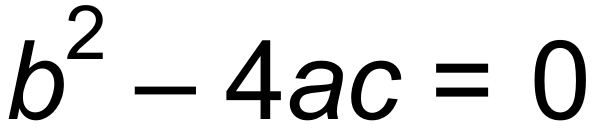 b² – 4ac = 0